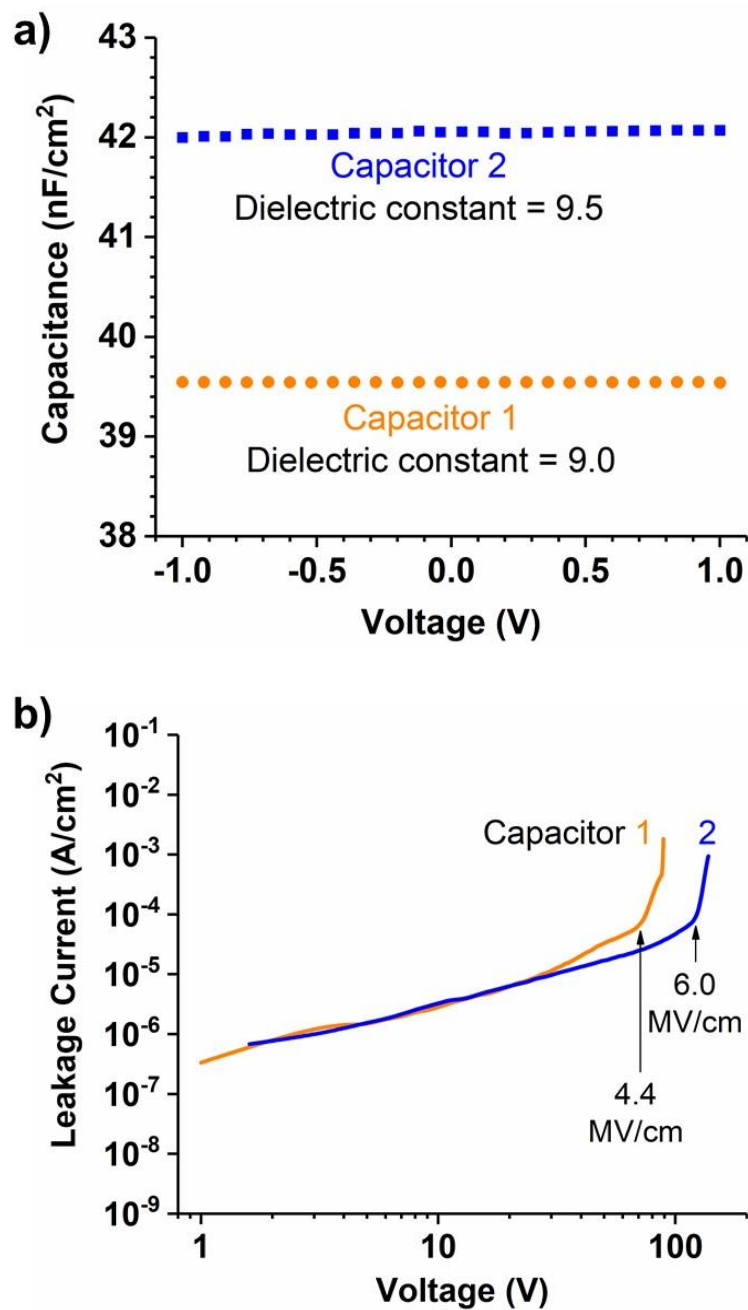 a)
43
42
41
40
39
38
Capacitance (nF/cm²)
Capacitor 2
Dielectric constant = 9.5
Capacitor 1
Dielectric constant = 9.0
-1.0 -0.5 0.0 0.5 1.0
Voltage (V)
b)
10⁻¹
10⁻²
10⁻³
10⁻⁴
10⁻⁵
10⁻⁶
10⁻⁷
10⁻⁸
10⁻⁹
Leakage Current (A/cm²)
Capacitor 1 2
6.0
MV/cm
4.4
MV/cm
1 10 100
Voltage (V)